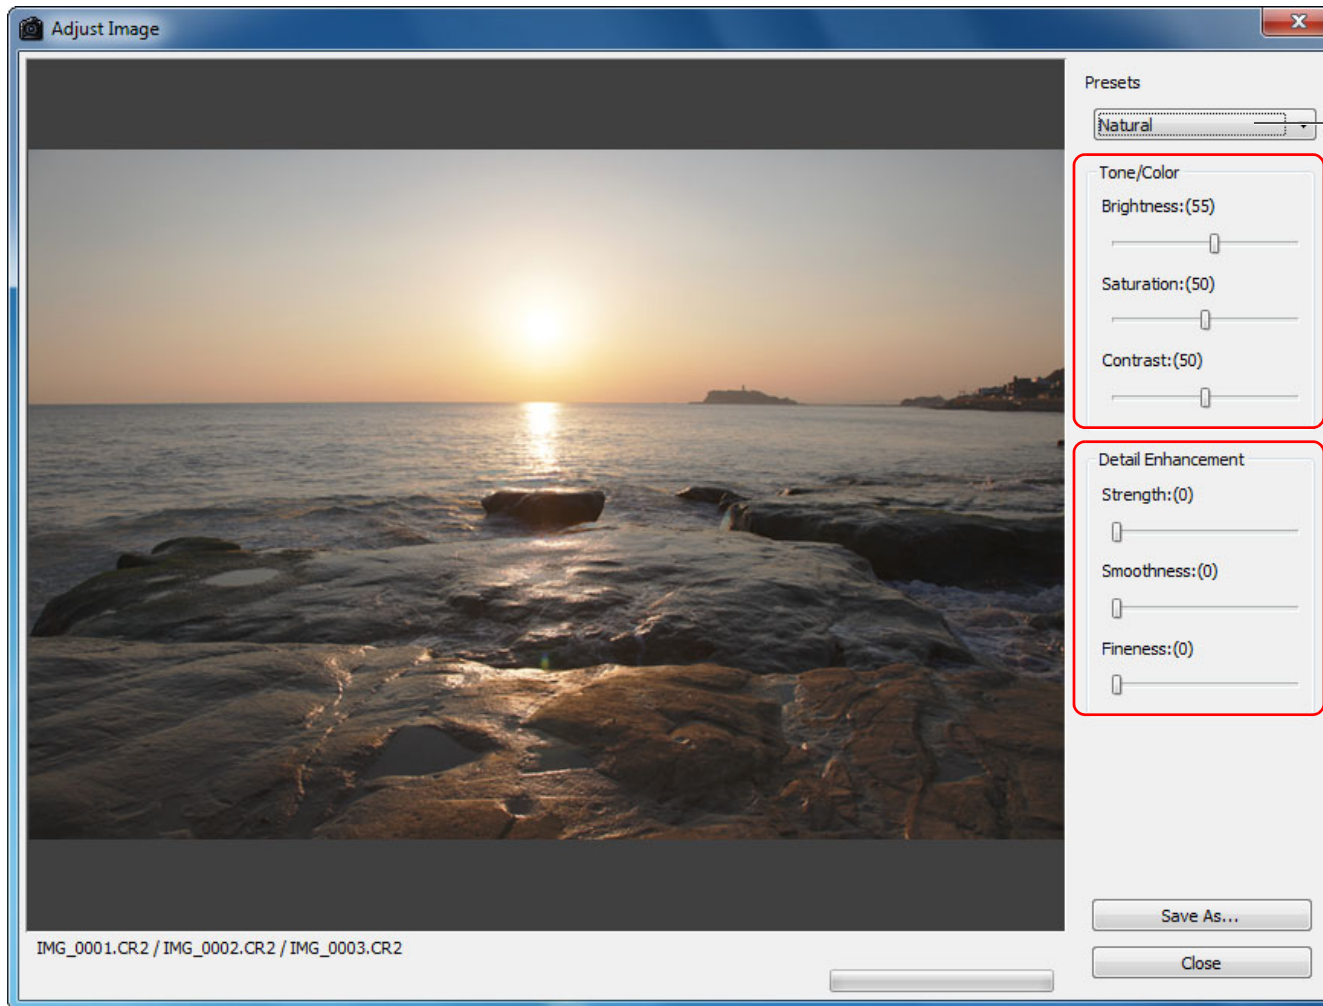 Adjust Image
Presets
Natural
Tone/Color
Brightness:(55)
Saturation:(50)
Contrast:(50)
Detail Enhancement
Strength:(0)
Smoothness:(0)
Fineness:(0)
Save As...
IMG_0001.CR2 / IMG_0002.CR2 / IMG_0003.CR2
Close